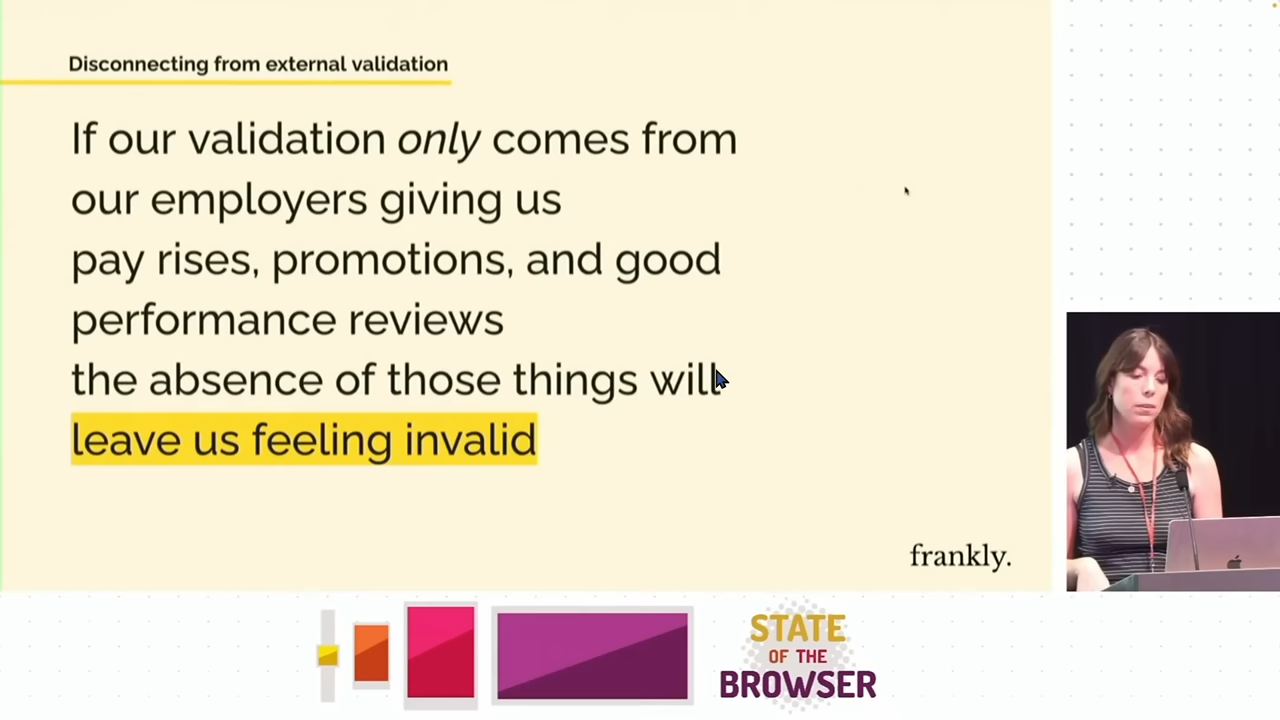 Disconnecting from external validation
If our validation only comes from
our employers giving us
pay rises, promotions, and good
performance reviews
the absence of those things will
leave us feeling invalid
frankly.
STATE
OF THE
BROWSER